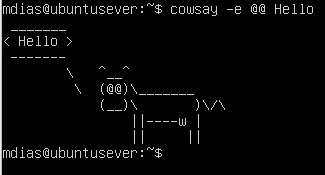 mdias@ubuntusever:~$ cowsay -e @@ Hello
 _______
< Hello >
 -------
        \   ^__^
         \  (@@)\_______
            (__)\       )\/\
                ||----w |
                ||     ||
mdias@ubuntusever:~$